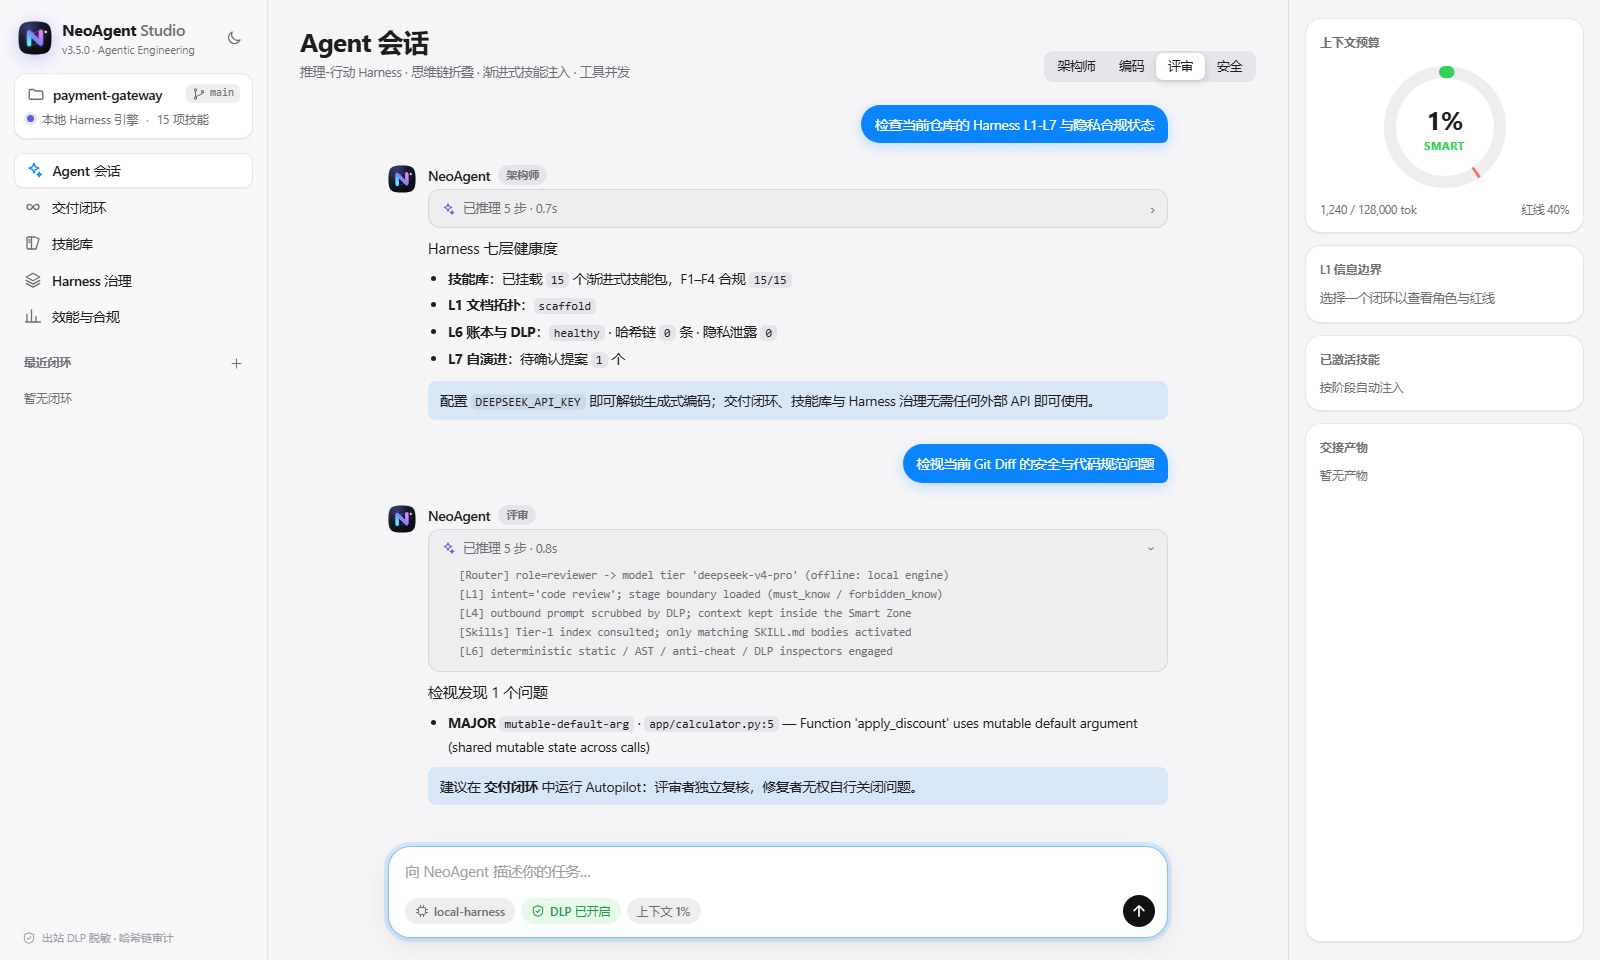 NeoAgent Studio
v3.5.0 · Agentic Engineering
payment-gateway
main
本地 Harness 引擎 · 15 项技能
Agent 会话
交付闭环
技能库
Harness 治理
效能与合规
最近闭环
暂无闭环
出站 DLP 脱敏 · 哈希链审计
Agent 会话
推理-行动 Harness · 思维链折叠 · 渐进式技能注入 · 工具并发
架构师 编码 评审 安全
检查当前仓库的 Harness L1-L7 与隐私合规状态
NeoAgent 架构师
已推理 5 步 · 0.7s
Harness 七层健康度
技能库：已挂载 15 个渐进式技能包，F1–F4 合规 15/15
L1 文档拓扑： scaffold
L6 账本与 DLP： healthy · 哈希链 0 条 · 隐私泄露 0
L7 自演进：待确认提案 1 个
配置 DEEPSEEK_API_KEY 即可解锁生成式编码；交付闭环、技能库与 Harness 治理无需任何外部 API 即可使用。
检视当前 Git Diff 的安全与代码规范问题
NeoAgent 评审
已推理 5 步 · 0.8s
[Router] role=reviewer -> model tier 'deepseek-v4-pro' (offline: local engine)
[L1] intent='code review'; stage boundary loaded (must_know / forbidden_know)
[L4] outbound prompt scrubbed by DLP; context kept inside the Smart Zone
[Skills] Tier-1 index consulted; only matching SKILL.md bodies activated
[L6] deterministic static / AST / anti-cheat / DLP inspectors engaged
检视发现 1 个问题
MAJOR mutable-default-arg · app/calculator.py:5 — Function 'apply_discount' uses mutable default argument
(shared mutable state across calls)
建议在 交付闭环 中运行 Autopilot：评审者独立复核，修复者无权自行关闭问题。
向 NeoAgent 描述你的任务...
local-harness
DLP 已开启
上下文 1%
上下文预算
1%
SMART
1,240 / 128,000 tok
红线 40%
L1 信息边界
选择一个闭环以查看角色与红线
已激活技能
按阶段自动注入
交接产物
暂无产物